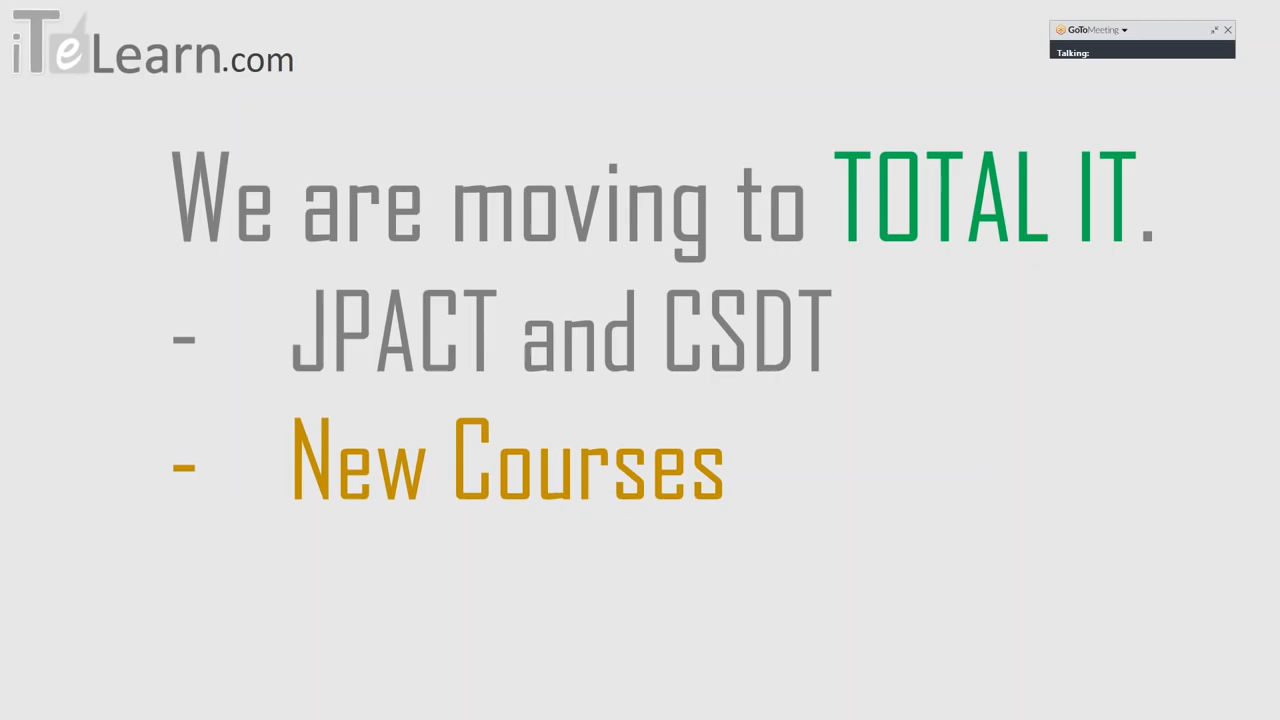 iTeLearn.com
GoToMeeting
Talking:
We are moving to TOTAL IT.
- JPACT and CSDT
- New Courses